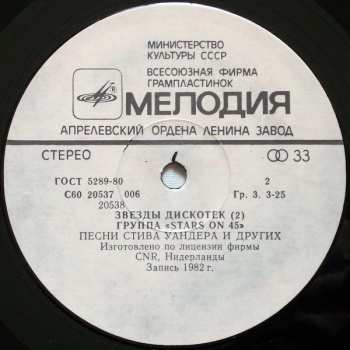 МИНИСТЕРСТВО
КУЛЬТУРЫ СССР
ВСЕСОЮЗНАЯ ФИРМА
ГРАМПЛАСТИНОК
МЕЛОДИЯ
АПРЕЛЕВСКИЙ ОРДЕНА ЛЕНИНА ЗАВОД
СТЕРЕО 33
ГОСТ 5289-80 2
С60 20537 006 Гр. 3. 3-25
20538
ЗВЕЗДЫ ДИСКОТЕК (2)
ГРУППА «STARS ON 45»
ПЕСНИ СТИВА УАНДЕРА И ДРУГИХ
Изготовлено по лицензии фирмы
CNR, Нидерланды
Запись 1982 г.